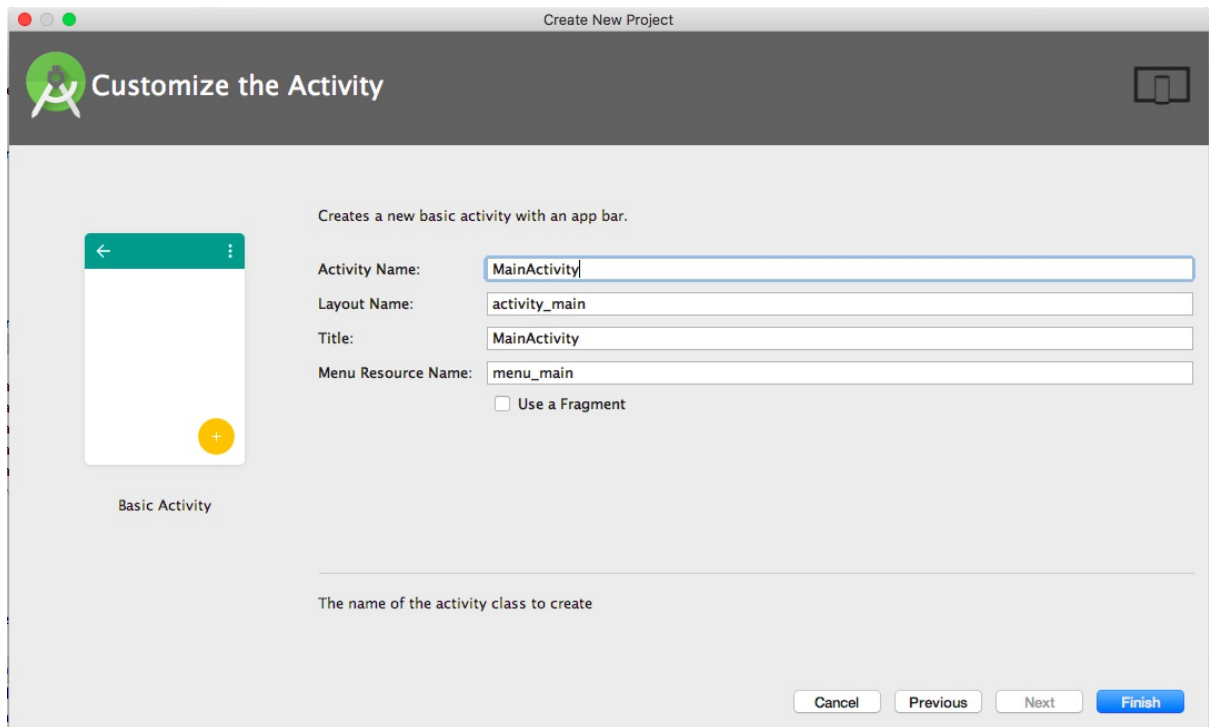 Create New Project
Customize the Activity
Creates a new basic activity with an app bar.
Activity Name: MainActivity
Layout Name: activity_main
Title: MainActivity
Menu Resource Name: menu_main
Use a Fragment
Basic Activity
The name of the activity class to create
Cancel Previous Next Finish